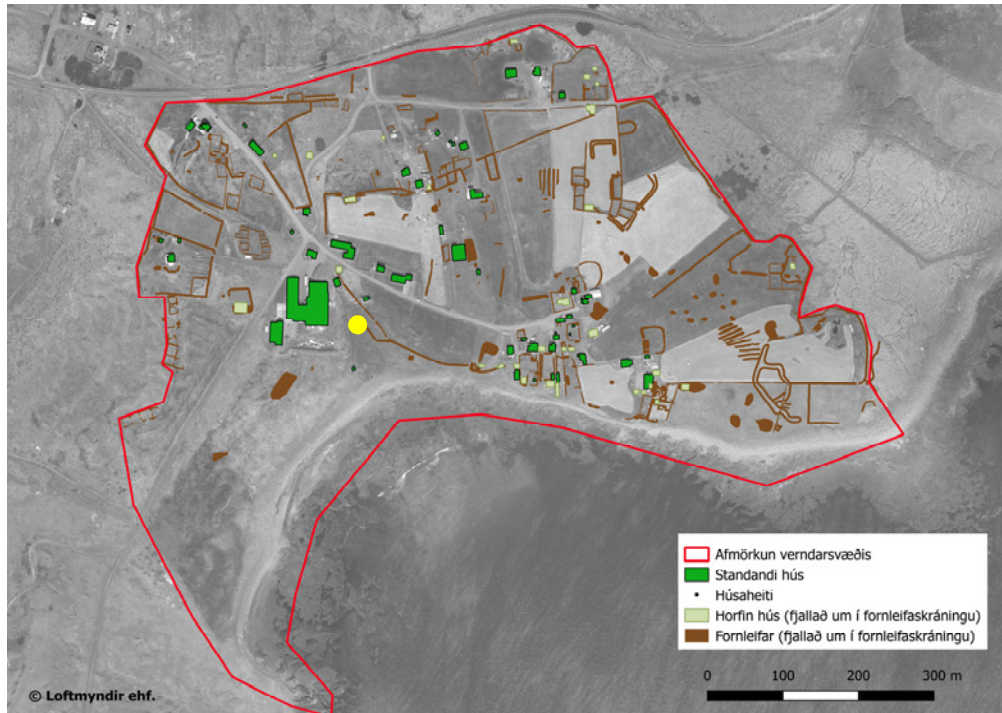 Afmörkun verndarsvæðis
Standandi hús
Húsaheiti
Horfin hús (fjallað um í fornleifaskráningu)
Fornleifar (fjallað um í fornleifaskráningu)
0 100 200 300 m
© Loftmyndir ehf.